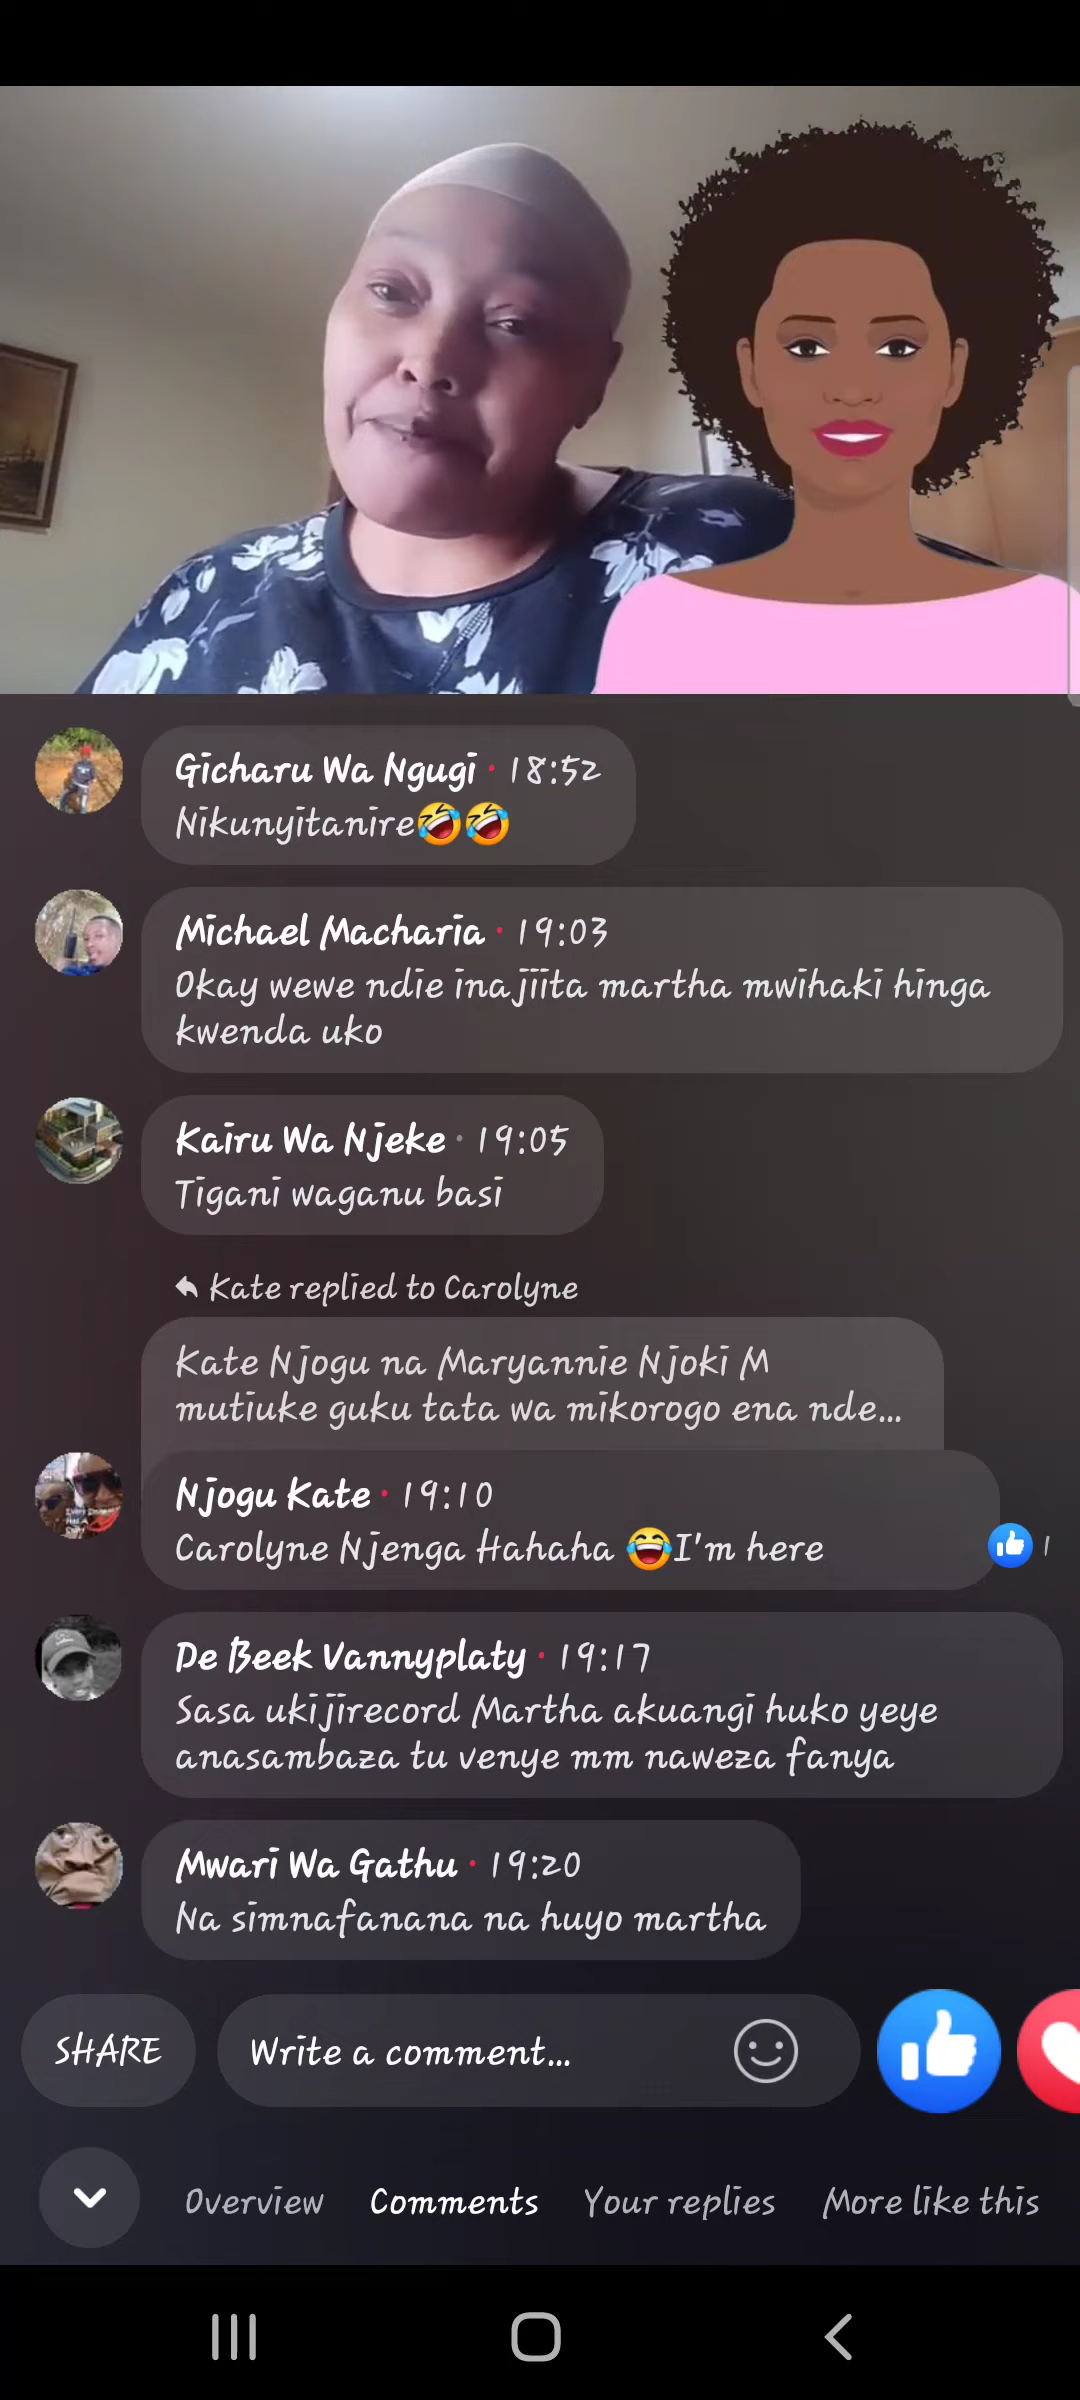 Gicharu Wa Ngugi · 18:52
Nikunyitanire🤣🤣
Michael Macharia · 19:03
Okay wewe ndie inajiita martha mwihaki hinga
kwenda uko
Kairu Wa Njeke · 19:05
Tigani waganu basi
Kate replied to Carolyne
Kate Njogu na Maryannie Njoki M
mutiuke guku tata wa mikorogo ena nde...
Njogu Kate · 19:10
Carolyne Njenga Hahaha 😂I'm here
1
De Beek Vannyplaty · 19:17
Sasa ukijirecord Martha akuangi huko yeye
anasambaza tu venye mm naweza fanya
Mwari Wa Gathu · 19:20
Na simnafanana na huyo martha
SHARE
Write a comment...
Overview Comments Your replies More like this